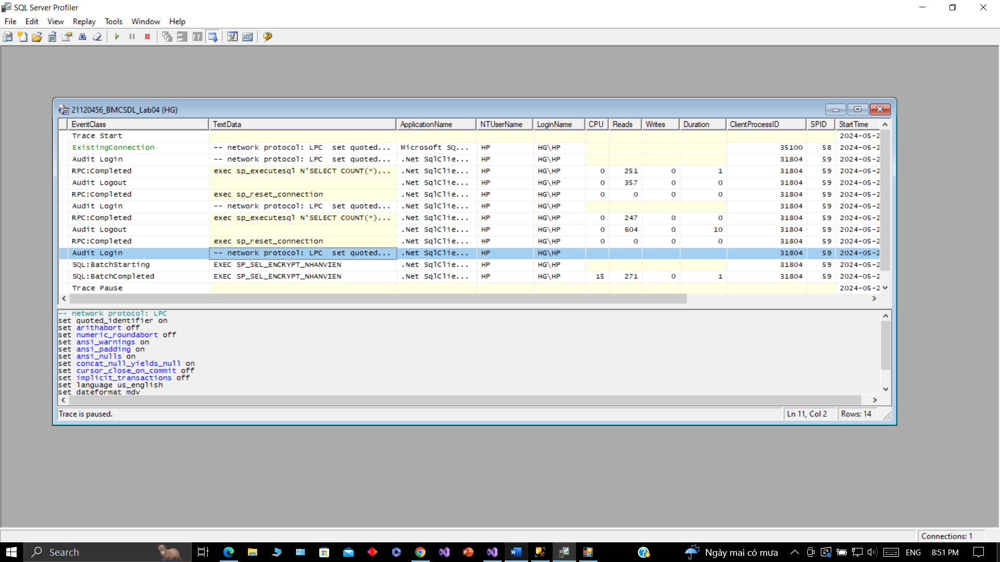 SQL Server Profiler
File Edit View Replay Tools Window Help
21120456_BMCSDL_Lab04 (HG)
EventClass TextData ApplicationName NTUserName LoginName CPU Reads Writes Duration ClientProcessID SPID StartTime
Trace Start 2024-05-2
ExistingConnection -- network protocol: LPC set quoted... Microsoft SQ... HP HG\HP 35100 58 2024-05-2
Audit Login -- network protocol: LPC set quoted... .Net SqlClie... HP HG\HP 31804 59 2024-05-2
RPC:Completed exec sp_executesql N'SELECT COUNT(*)... .Net SqlClie... HP HG\HP 0 251 0 1 31804 59 2024-05-2
Audit Logout .Net SqlClie... HP HG\HP 0 357 0 0 31804 59 2024-05-2
RPC:Completed exec sp_reset_connection .Net SqlClie... HP HG\HP 0 0 0 0 31804 59 2024-05-2
Audit Login -- network protocol: LPC set quoted... .Net SqlClie... HP HG\HP 31804 59 2024-05-2
RPC:Completed exec sp_executesql N'SELECT COUNT(*)... .Net SqlClie... HP HG\HP 0 247 0 0 31804 59 2024-05-2
Audit Logout .Net SqlClie... HP HG\HP 0 604 0 10 31804 59 2024-05-2
RPC:Completed exec sp_reset_connection .Net SqlClie... HP HG\HP 0 0 0 0 31804 59 2024-05-2
Audit Login -- network protocol: LPC set quoted... .Net SqlClie... HP HG\HP 31804 59 2024-05-2
SQL:BatchStarting EXEC SP_SEL_ENCRYPT_NHANVIEN .Net SqlClie... HP HG\HP 31804 59 2024-05-2
SQL:BatchCompleted EXEC SP_SEL_ENCRYPT_NHANVIEN .Net SqlClie... HP HG\HP 15 271 0 1 31804 59 2024-05-2
Trace Pause 2024-05-2
-- network protocol: LPC
set quoted_identifier on
set arithabort off
set numeric_roundabort off
set ansi_warnings on
set ansi_padding on
set ansi_nulls on
set concat_null_yields_null on
set cursor_close_on_commit off
set implicit_transactions off
set language us_english
set dateformat mdy
Trace is paused. Ln 11, Col 2 Rows: 14
Connections: 1
Search Ngày mai có mưa ENG 8:51 PM